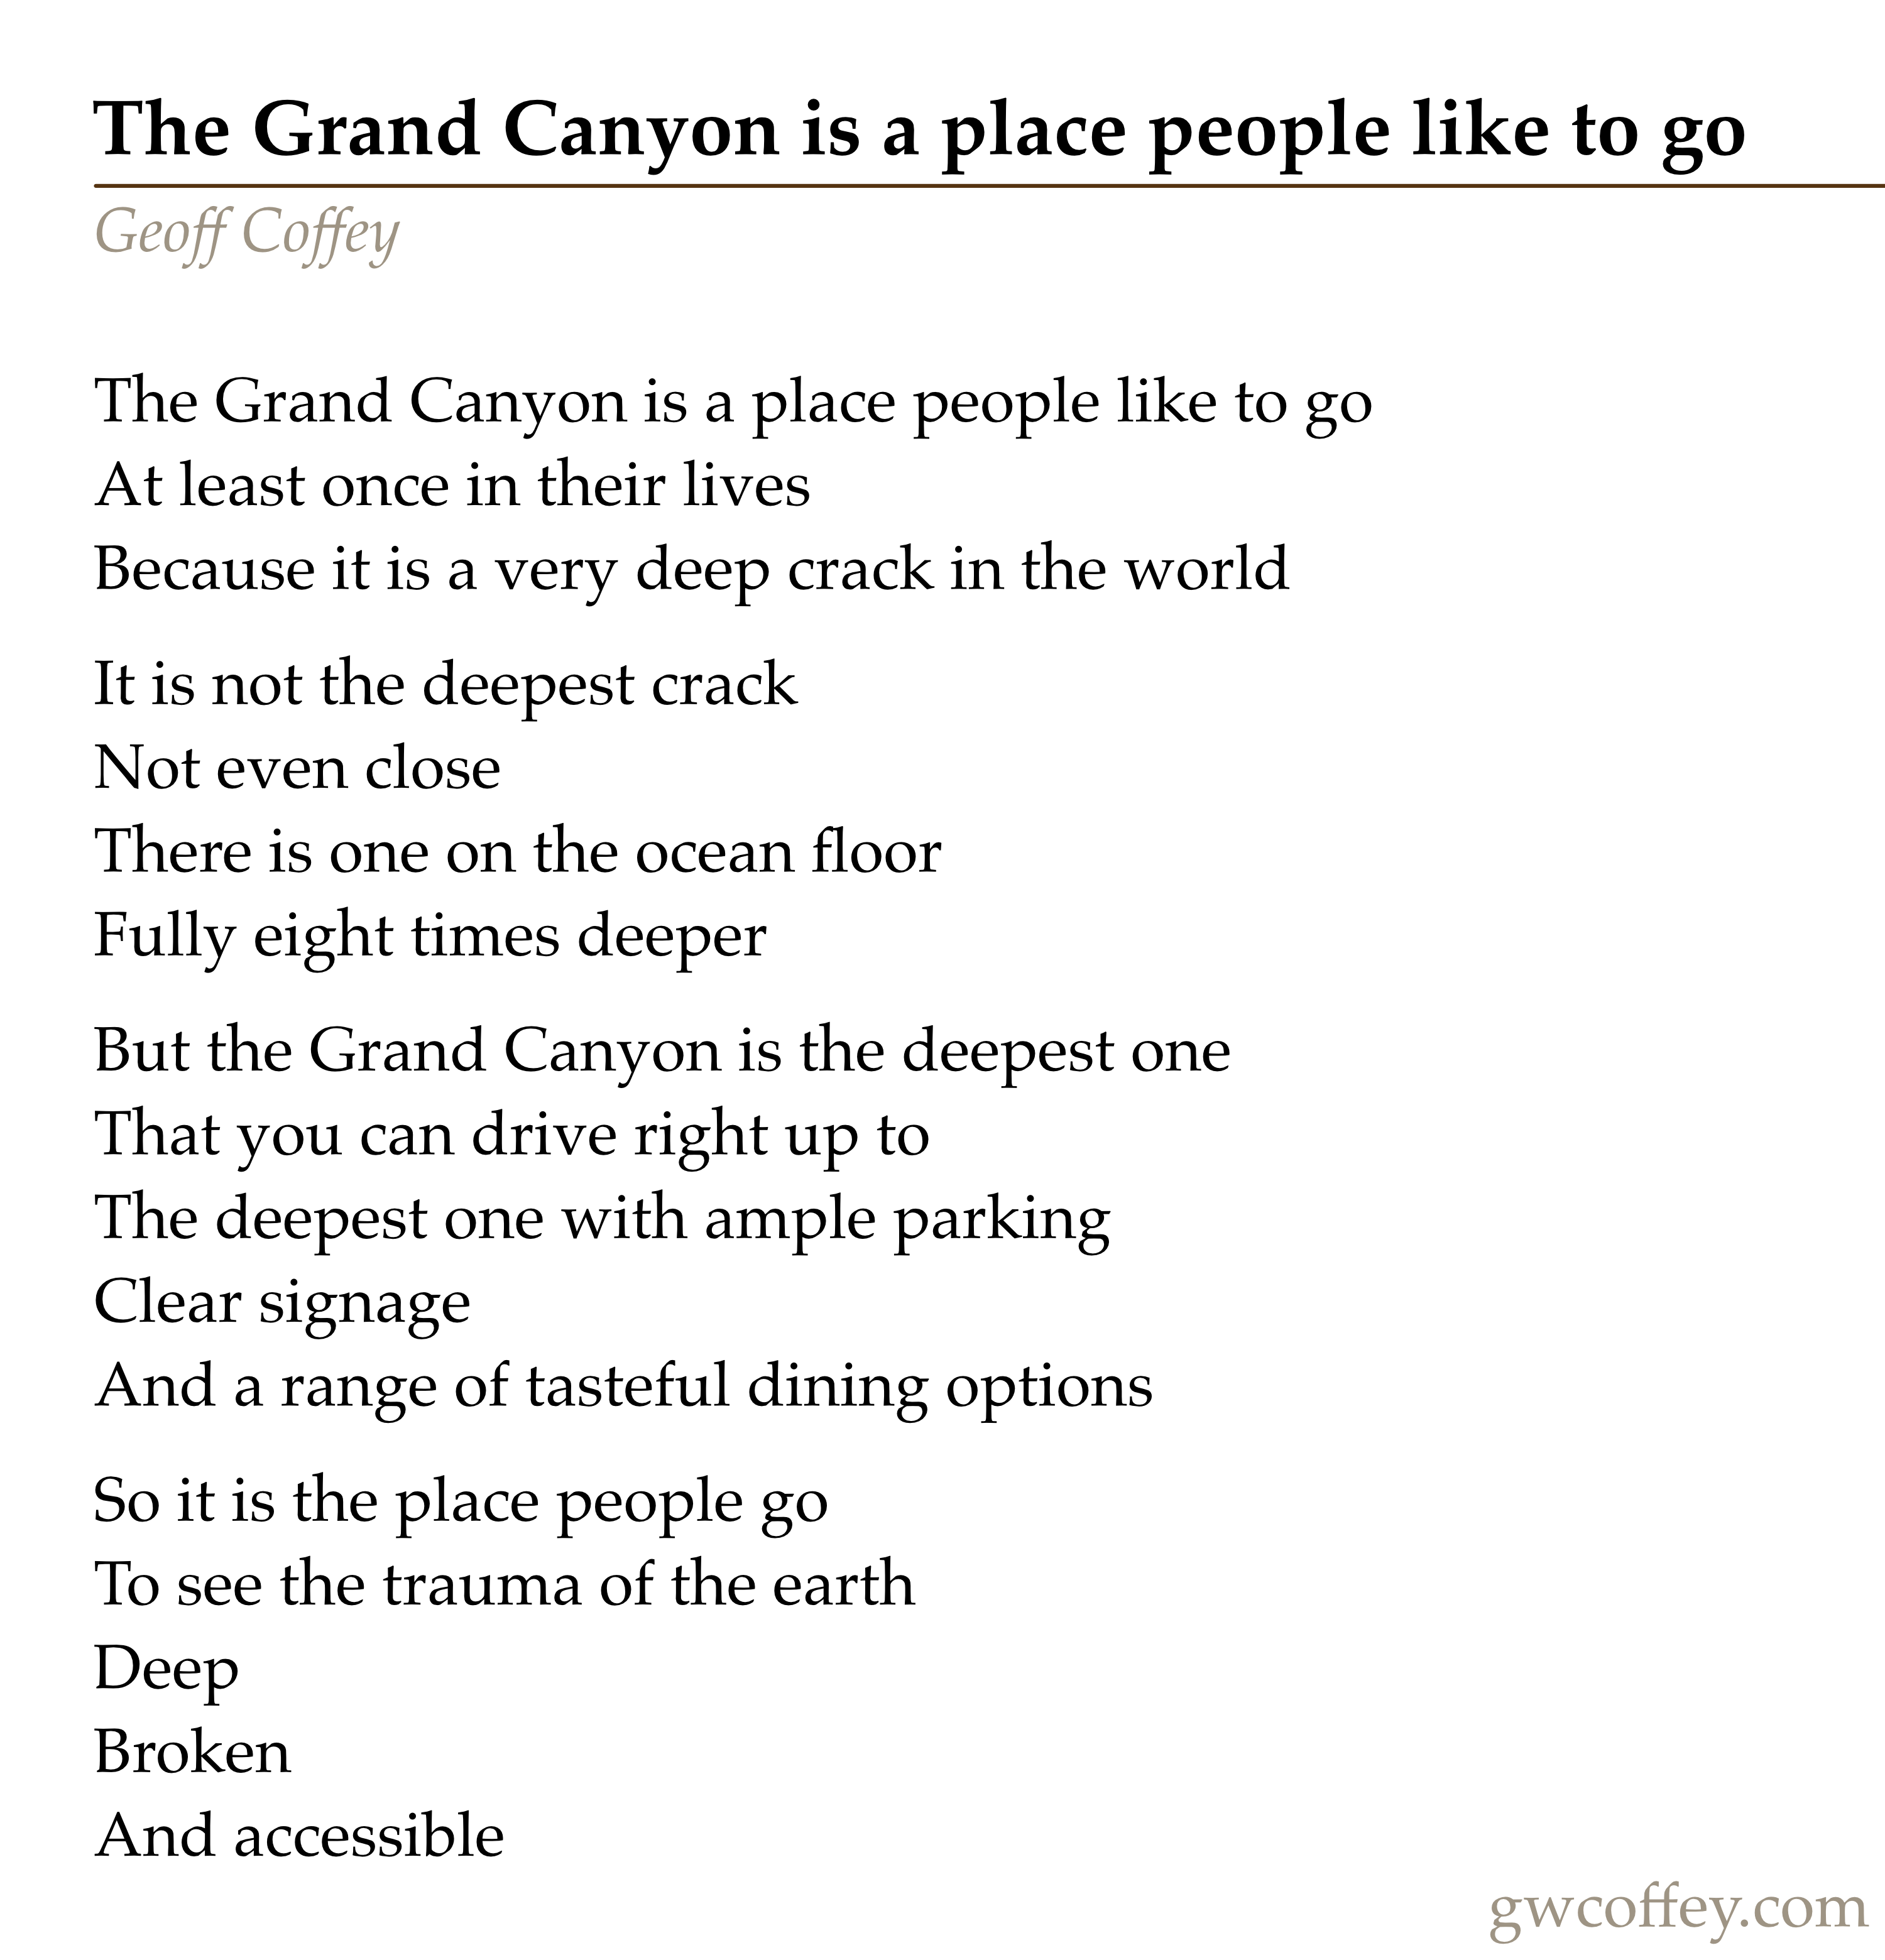 The Grand Canyon is a place people like to go
Geoff Coffey
The Grand Canyon is a place people like to go
At least once in their lives
Because it is a very deep crack in the world
It is not the deepest crack
Not even close
There is one on the ocean floor
Fully eight times deeper
But the Grand Canyon is the deepest one
That you can drive right up to
The deepest one with ample parking
Clear signage
And a range of tasteful dining options
So it is the place people go
To see the trauma of the earth
Deep
Broken
And accessible
gwcoffey.com